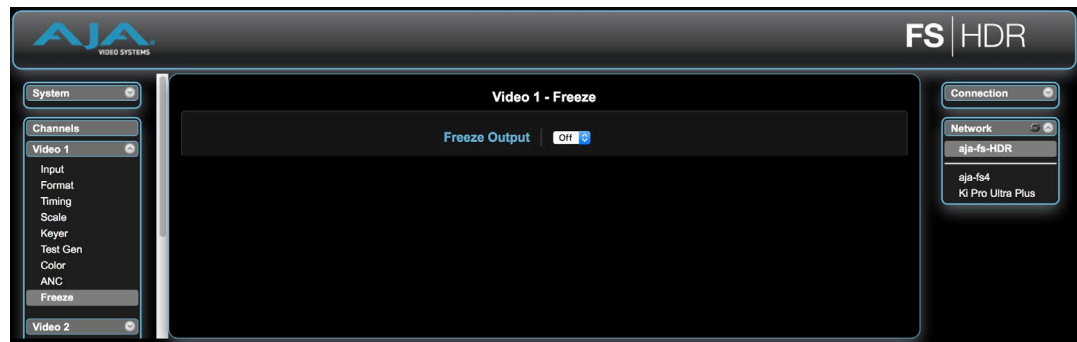 AJA
VIDEO SYSTEMS
FS HDR
System
Channels
Video 1
Input
Format
Timing
Scale
Keyer
Test Gen
Color
ANC
Freeze
Video 2
Video 1 - Freeze
Freeze Output Off
Connection
Network
aja-fs-HDR
aja-fs4
Ki Pro Ultra Plus